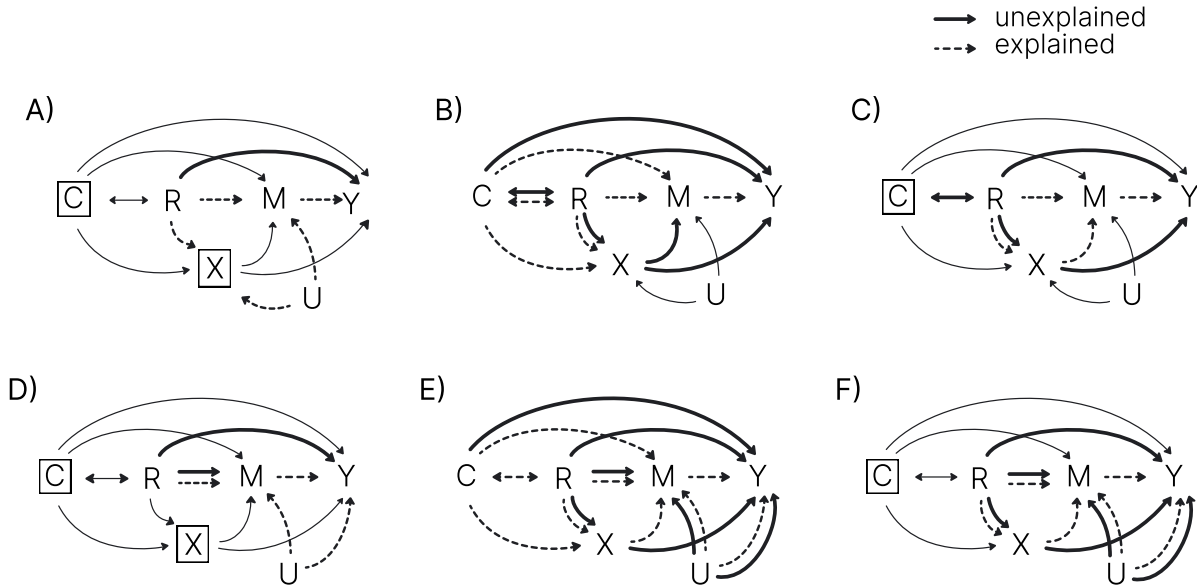 unexplained
explained
A) B) C)
C R M Y C R M Y C R M Y
X X X
U U U
D) E) F)
C R M Y C R M Y C R M Y
X X X
U U U